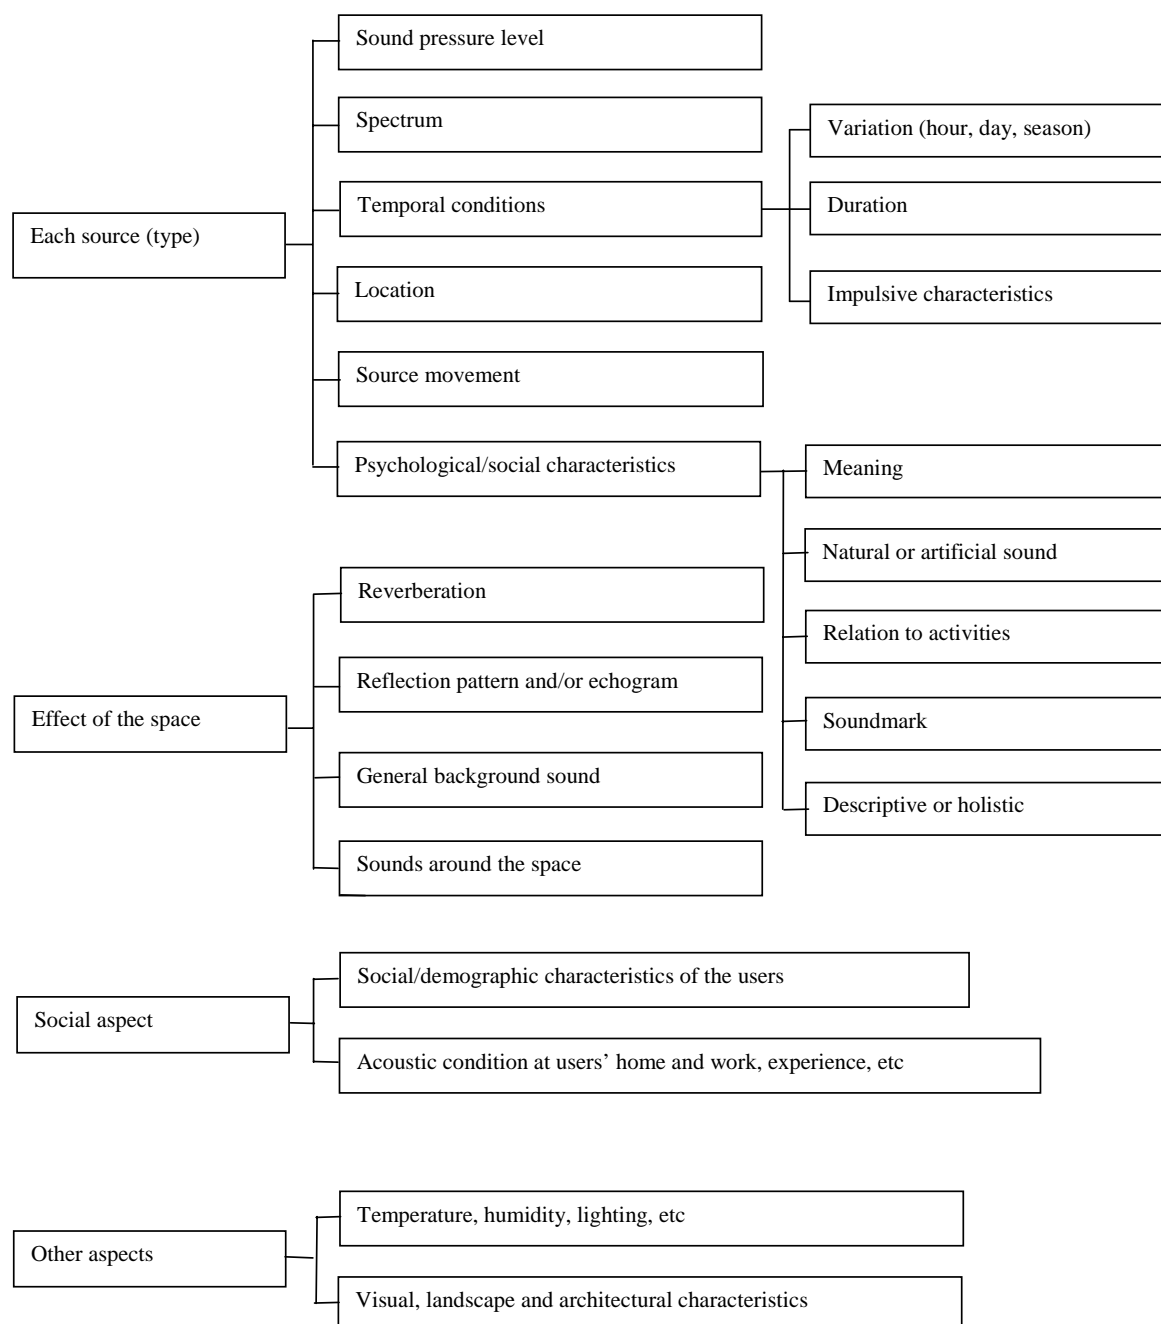 Each source (type)
Sound pressure level
Spectrum
Temporal conditions
Variation (hour, day, season)
Duration
Impulsive characteristics
Location
Source movement
Psychological/social characteristics
Meaning
Natural or artificial sound
Relation to activities
Soundmark
Descriptive or holistic
Effect of the space
Reverberation
Reflection pattern and/or echogram
General background sound
Sounds around the space
Social aspect
Social/demographic characteristics of the users
Acoustic condition at users’ home and work, experience, etc
Other aspects
Temperature, humidity, lighting, etc
Visual, landscape and architectural characteristics